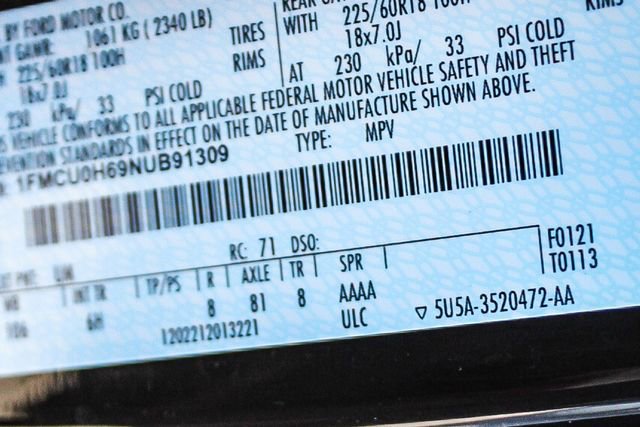 BY FORD MOTOR CO.
GAWR: 1061 KG ( 2340 LB)
225/60R18 100H TIRES
18x7.0J RIMS
230 kPa/ 33 PSI COLD
REAR
WITH 225/60R18 100H
18x7.0J RIMS
AT 230 kPa/ 33 PSI COLD
VEHICLE CONFORMS TO ALL APPLICABLE FEDERAL MOTOR VEHICLE SAFETY AND THEFT
STANDARDS IN EFFECT ON THE DATE OF MANUFACTURE SHOWN ABOVE.
1FMCU0H69NUB91309 TYPE: MPV
RC: 71 DSO:
INT TR TP/PS R AXLE TR SPR
6H 8 81 8 AAAA
1202212013221 ULC
F0121
T0113
▽ 5U5A-3520472-AA